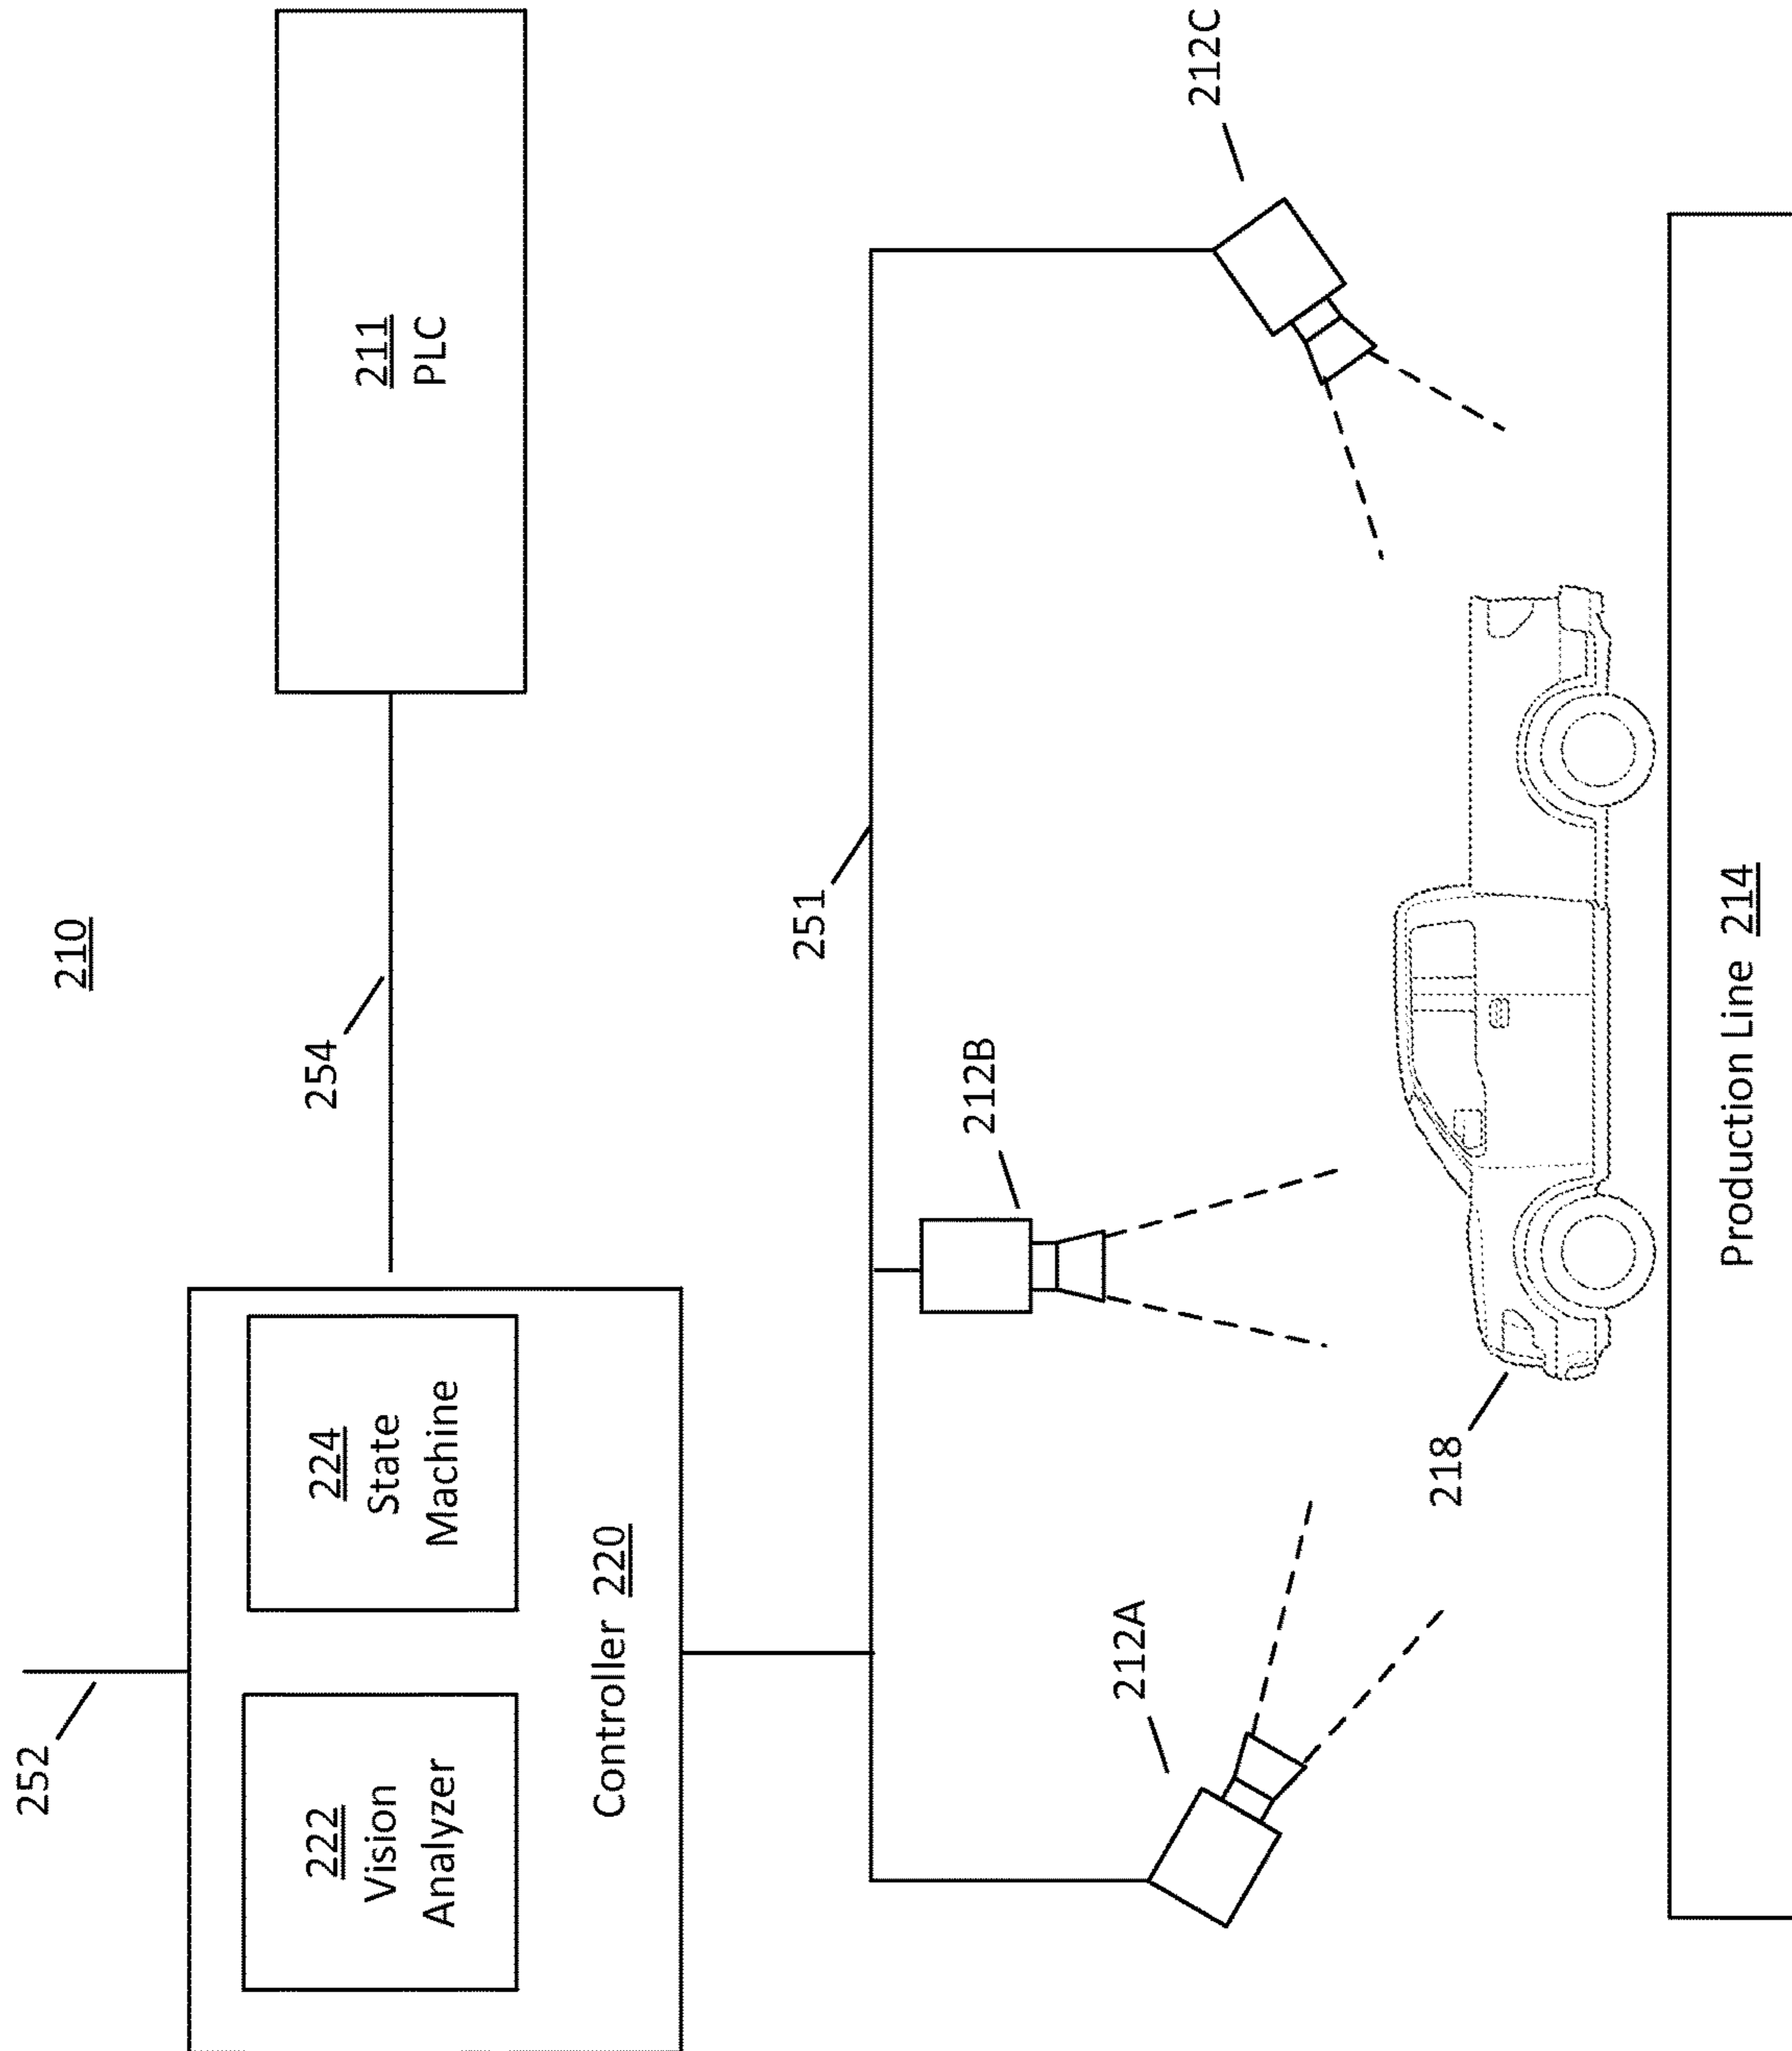 210
252
222
Vision
Analyzer
224
State
Machine
Controller 220
254
211
PLC
251
212A
212B
212C
218
Production Line 214